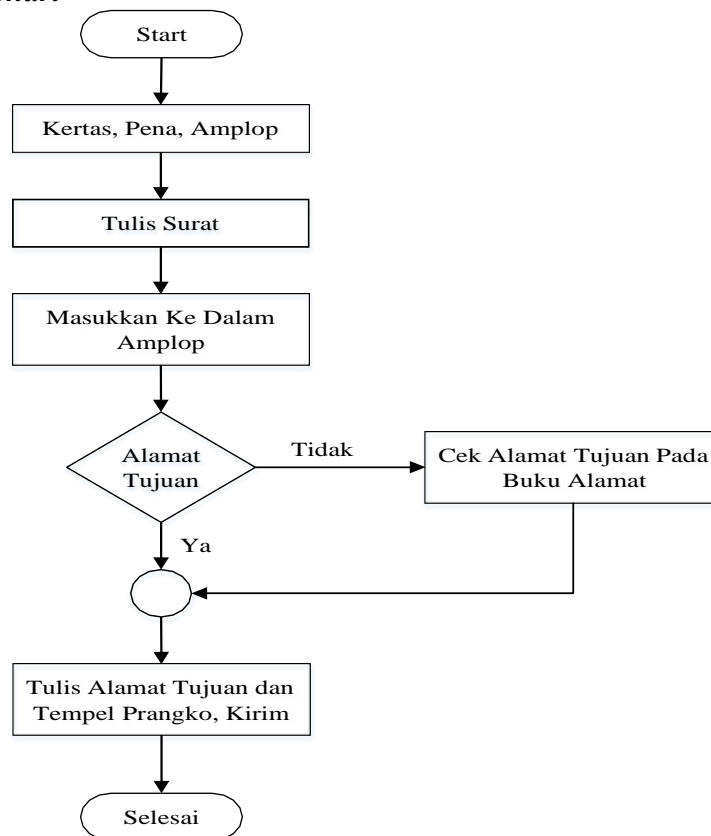 Start
Kertas, Pena, Amplop
Tulis Surat
Masukkan Ke Dalam
Amplop
Alamat
Tujuan
Tidak
Cek Alamat Tujuan Pada
Buku Alamat
Ya
Tulis Alamat Tujuan dan
Tempel Prangko, Kirim
Selesai